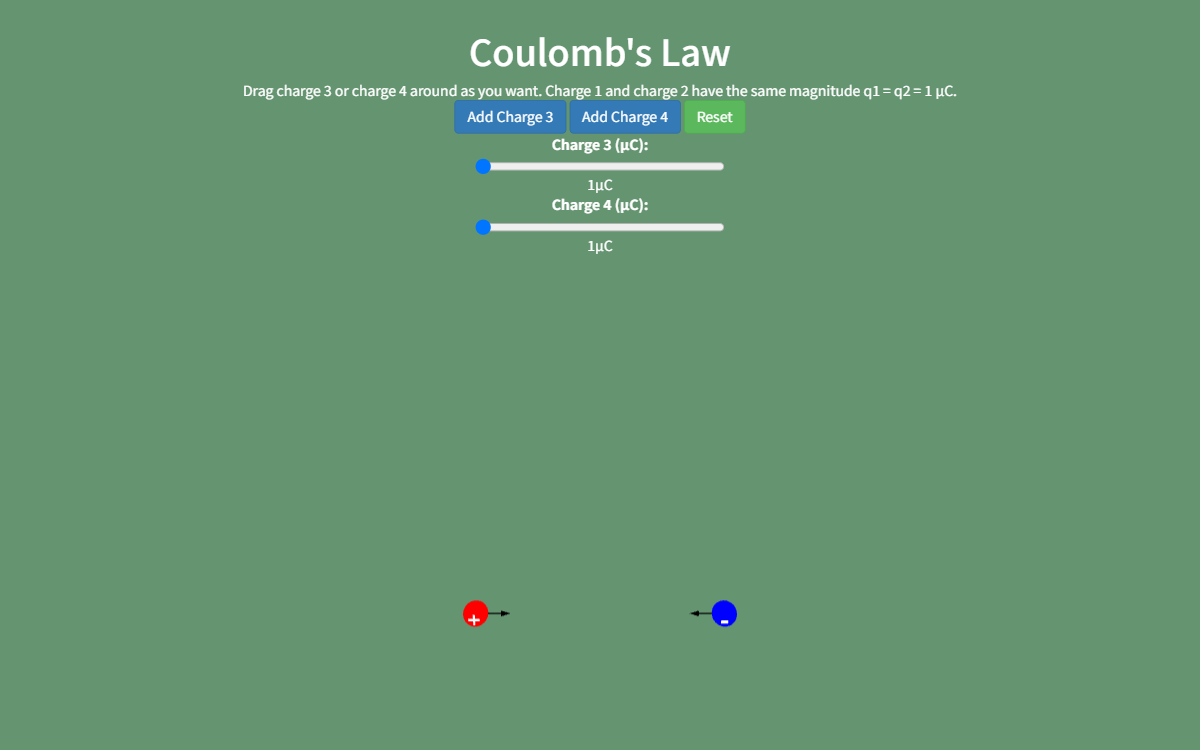 Coulomb's Law
Drag charge 3 or charge 4 around as you want. Charge 1 and charge 2 have the same magnitude q1 = q2 = 1 µC.
Add Charge 3 Add Charge 4 Reset
Charge 3 (µC):
1µC
Charge 4 (µC):
1µC
+ -